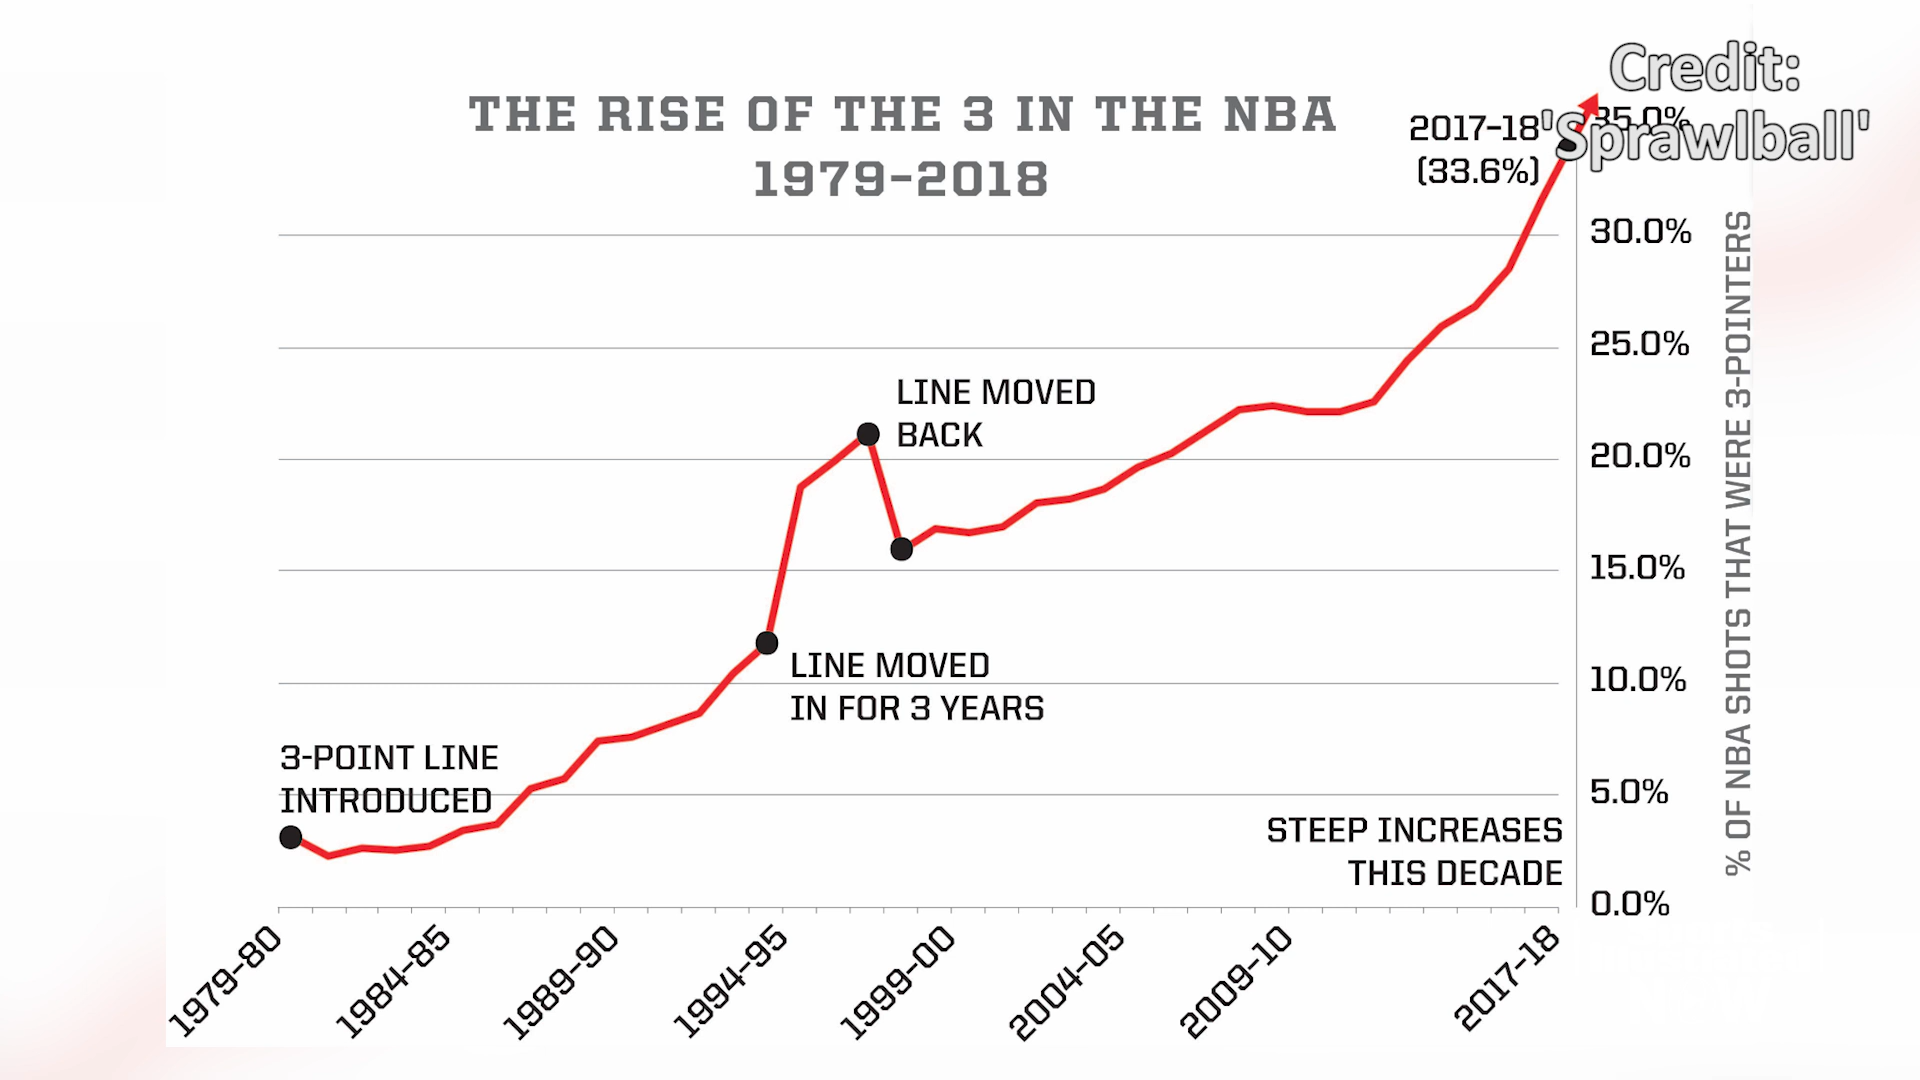 Credit:
'Sprawlball'
THE RISE OF THE 3 IN THE NBA
1979-2018
2017-18
(33.6%)
35.0%
30.0%
25.0%
20.0%
15.0%
10.0%
5.0%
0.0%
% OF NBA SHOTS THAT WERE 3-POINTERS
LINE MOVED
BACK
LINE MOVED
IN FOR 3 YEARS
3-POINT LINE
INTRODUCED
STEEP INCREASES
THIS DECADE
1979-80
1984-85
1989-90
1994-95
1999-00
2004-05
2009-10
2017-18